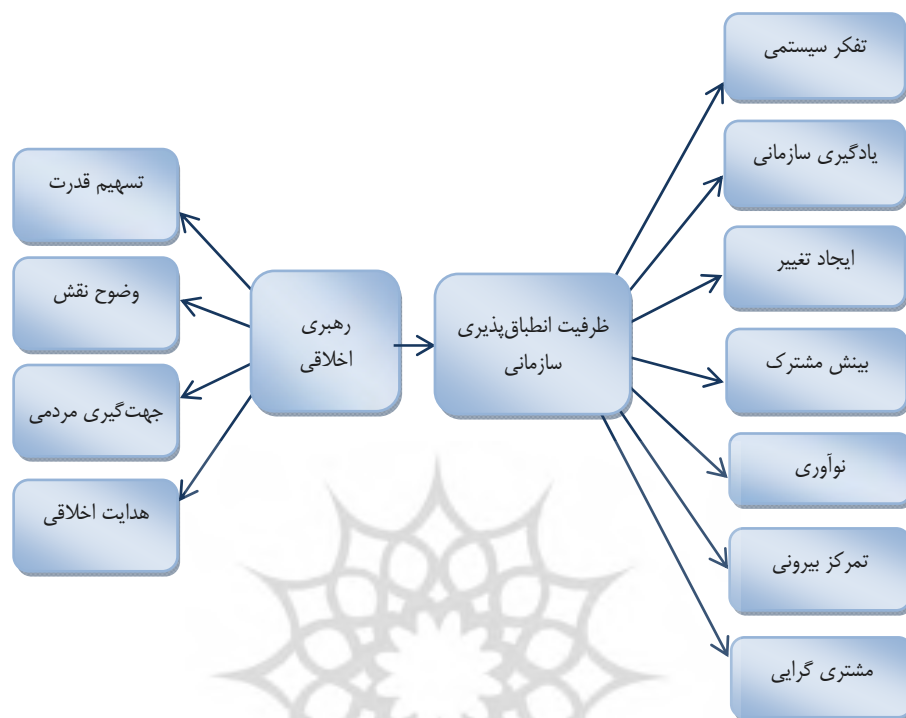 تفکر سیستمی
یادگیری سازمانی
ایجاد تغییر
بینش مشترک
نوآوری
تمرکز بیرونی
مشتری گرایی
ظرفیت انطباق‌پذیری
سازمانی
رهبری
اخلاقی
تسهیم قدرت
وضوح نقش
جهت‌گیری مردمی
هدایت اخلاقی